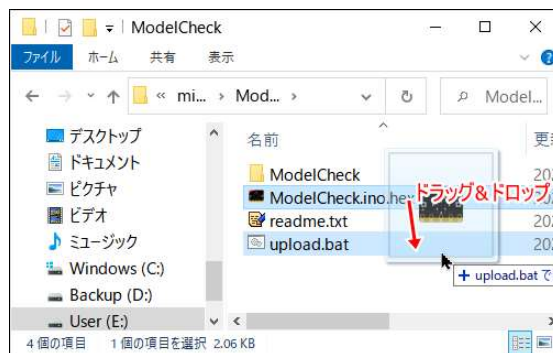 ModelCheck
ファイル ホーム 共有 表示
« mi... › Mod... › Model...
デスクトップ
ドキュメント
ピクチャ
ビデオ
ミュージック
Windows (C:)
Backup (D:)
User (E:)
名前 更
ModelCheck 202
ModelCheck.ino.hex
ドラッグ&ドロップ
readme.txt 202
upload.bat
+ upload.bat で
4 個の項目 1 個の項目を選択 2.06 KB